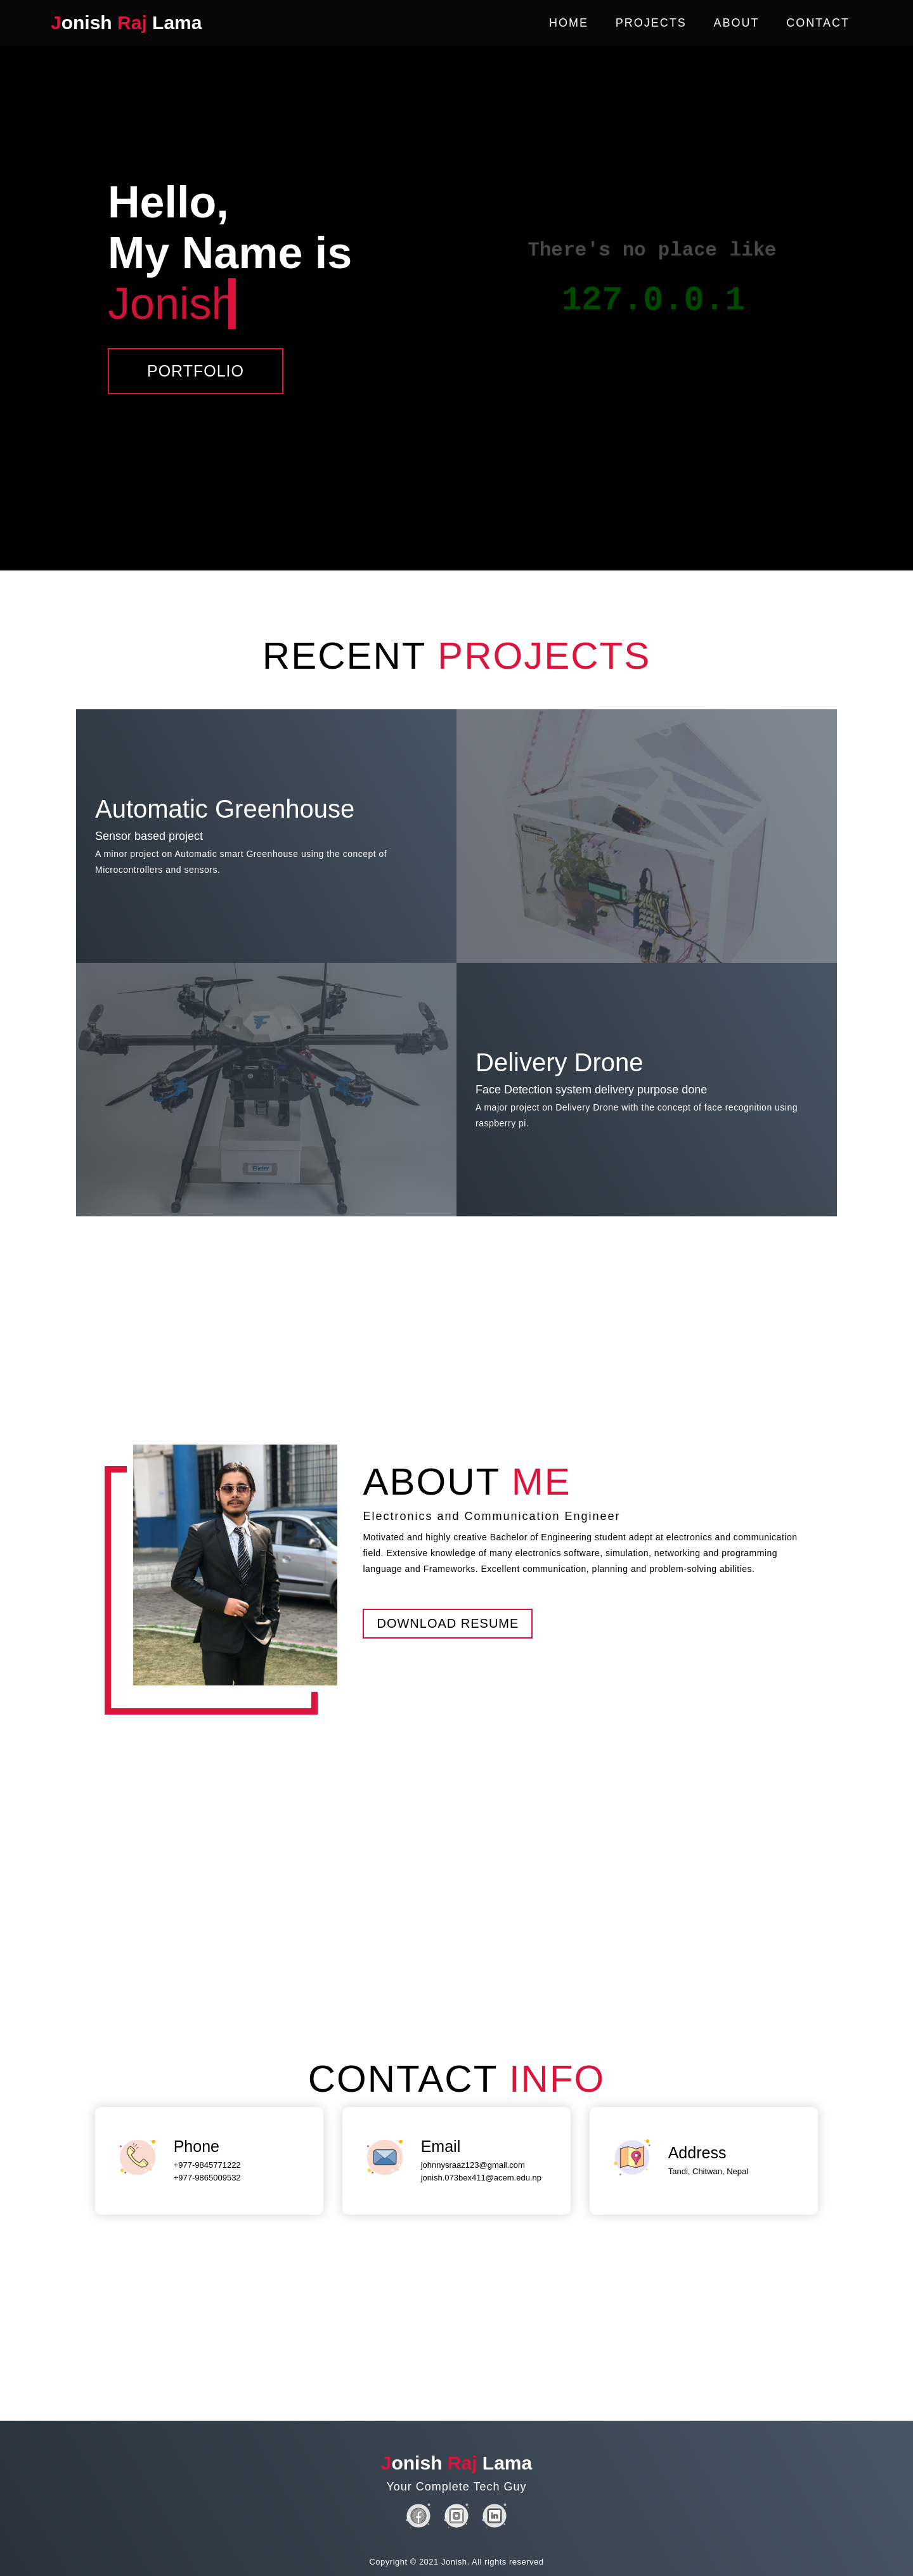 Jonish Raj Lama
HOME PROJECTS ABOUT CONTACT
Hello,
My Name is
Jonish
PORTFOLIO
There's no place like
127.0.0.1
RECENT PROJECTS
Automatic Greenhouse
Sensor based project
A minor project on Automatic smart Greenhouse using the concept of
Microcontrollers and sensors.
Delivery Drone
Face Detection system delivery purpose done
A major project on Delivery Drone with the concept of face recognition using
raspberry pi.
ABOUT ME
Electronics and Communication Engineer
Motivated and highly creative Bachelor of Engineering student adept at electronics and communication
field. Extensive knowledge of many electronics software, simulation, networking and programming
language and Frameworks. Excellent communication, planning and problem-solving abilities.
DOWNLOAD RESUME
CONTACT INFO
Phone
+977-9845771222
+977-9865009532
Email
johnnysraaz123@gmail.com
jonish.073bex411@acem.edu.np
Address
Tandi, Chitwan, Nepal
Jonish Raj Lama
Your Complete Tech Guy
Copyright © 2021 Jonish. All rights reserved